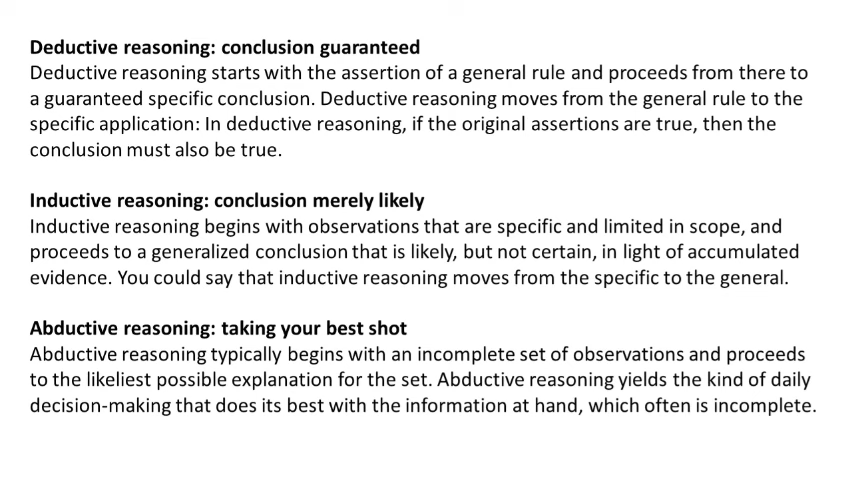 Deductive reasoning: conclusion guaranteed
Deductive reasoning starts with the assertion of a general rule and proceeds from there to
a guaranteed specific conclusion. Deductive reasoning moves from the general rule to the
specific application: In deductive reasoning, if the original assertions are true, then the
conclusion must also be true.
Inductive reasoning: conclusion merely likely
Inductive reasoning begins with observations that are specific and limited in scope, and
proceeds to a generalized conclusion that is likely, but not certain, in light of accumulated
evidence. You could say that inductive reasoning moves from the specific to the general.
Abductive reasoning: taking your best shot
Abductive reasoning typically begins with an incomplete set of observations and proceeds
to the likeliest possible explanation for the set. Abductive reasoning yields the kind of daily
decision-making that does its best with the information at hand, which often is incomplete.